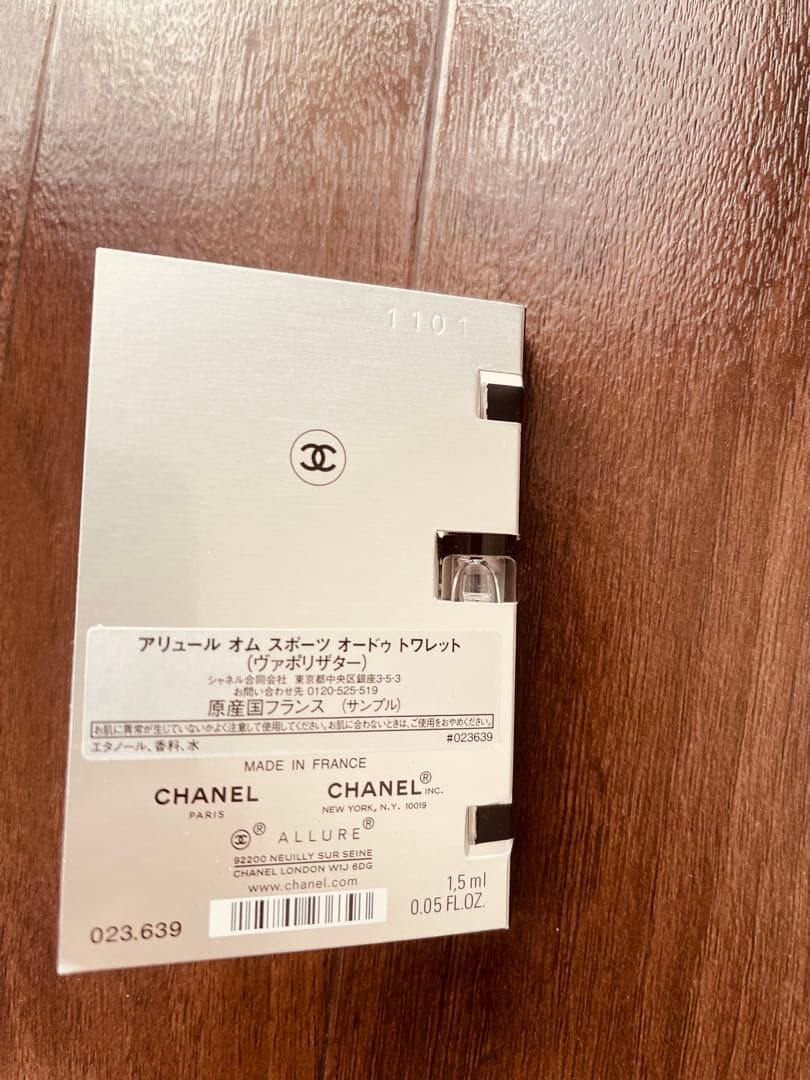 1101
アリュール オム スポーツ オードゥ トワレット
(ヴァポリザター)
シャネル合同会社 東京都中央区銀座3-5-3
お問い合わせ先 0120-525-519
原産国フランス (サンプル)
お肌に異常が生じていないかよく注意して使用してください。お肌に合わないときは、ご使用をおやめください。
エタノール、香料、水 #023639
MADE IN FRANCE
CHANEL CHANEL® INC.
PARIS NEW YORK, N.Y. 10019
® ALLURE®
92200 NEUILLY SUR SEINE
CHANEL LONDON W1J 6DG
www.chanel.com
1,5 ml
0.05 FL.OZ.
023.639